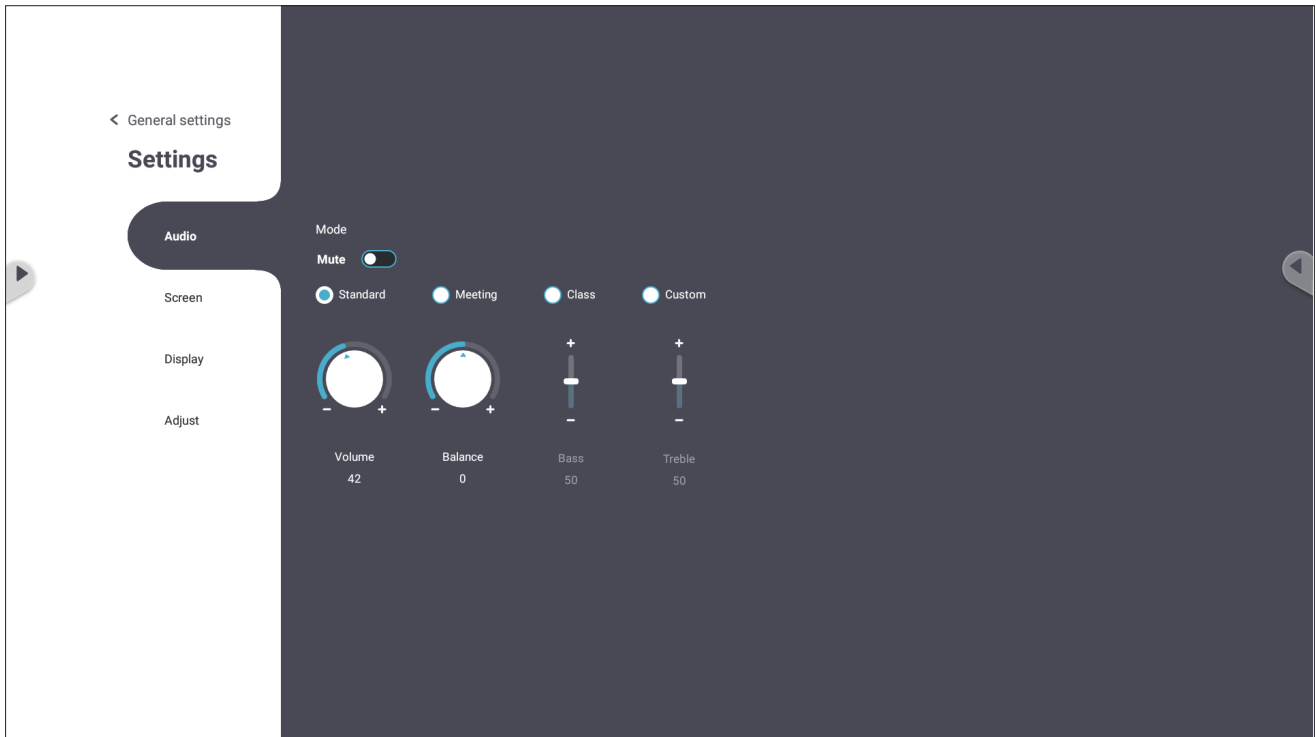 General settings
Settings
Audio
Screen
Display
Adjust
Mode
Mute
Standard Meeting Class Custom
+ +
- + - + - -
Volume Balance Bass Treble
42 0 50 50